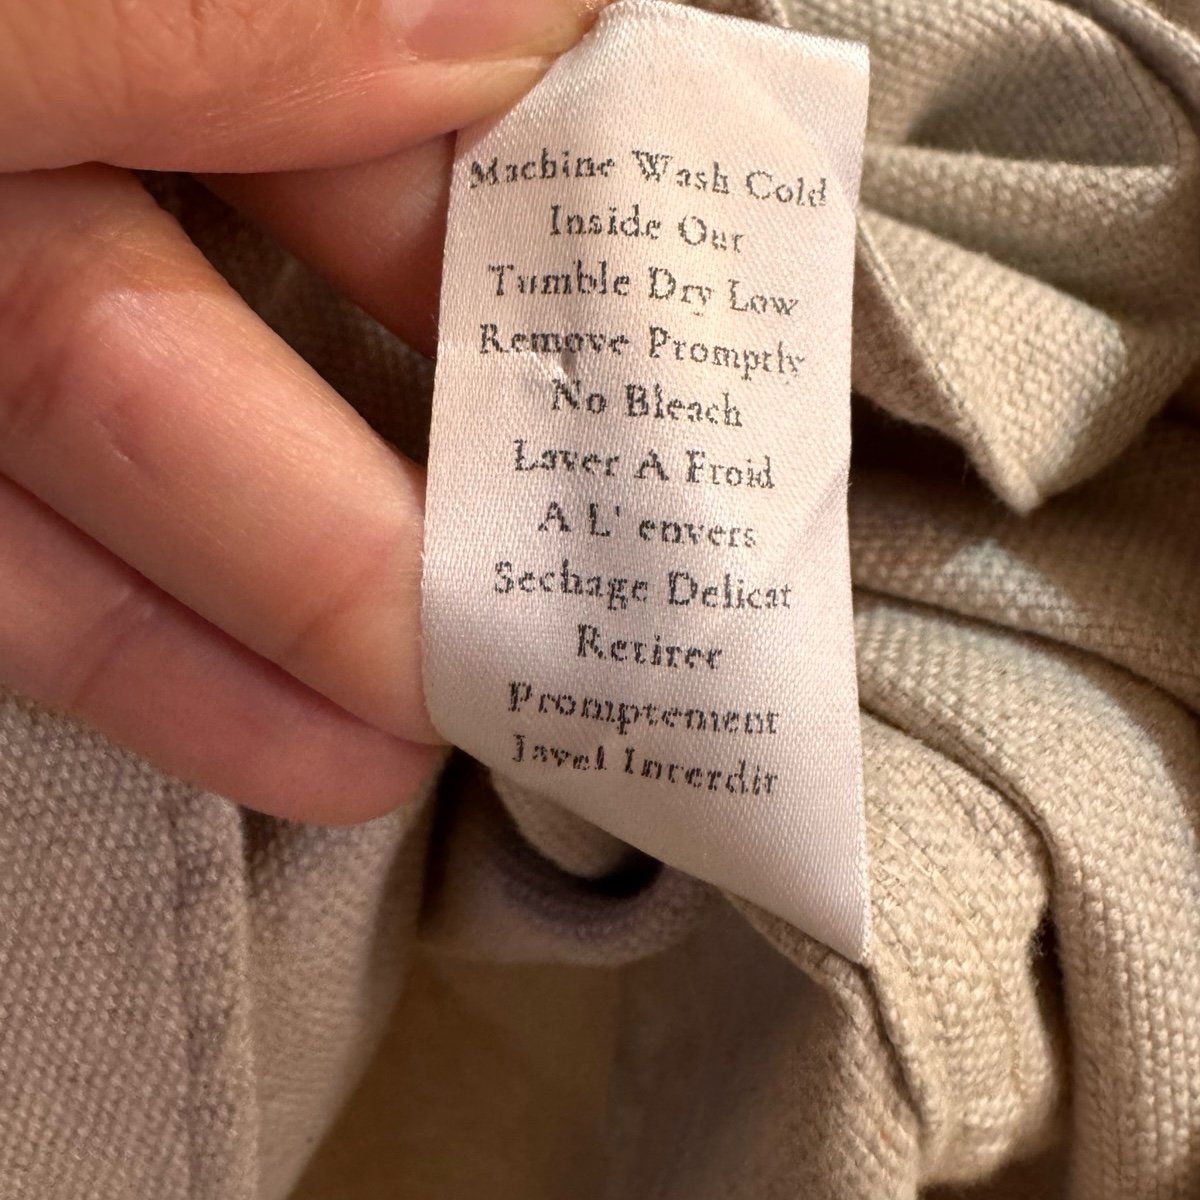 Machine Wash Cold
Inside Out
Tumble Dry Low
Remove Promptly
No Bleach
Laver A Froid
A L' envers
Sechage Delicat
Retirer
Promptement
Javel Interdit